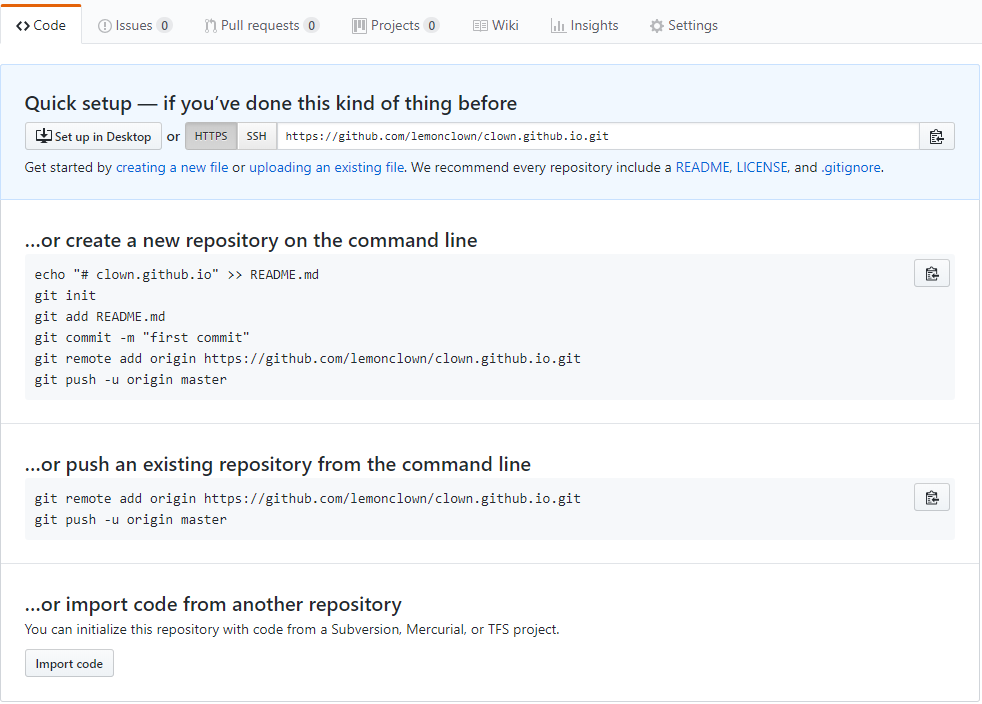 Code Issues 0 Pull requests 0 Projects 0 Wiki Insights Settings
Quick setup — if you’ve done this kind of thing before
Set up in Desktop or HTTPS SSH https://github.com/lemonclown/clown.github.io.git
Get started by creating a new file or uploading an existing file. We recommend every repository include a README, LICENSE, and .gitignore.
…or create a new repository on the command line
echo "# clown.github.io" >> README.md
git init
git add README.md
git commit -m "first commit"
git remote add origin https://github.com/lemonclown/clown.github.io.git
git push -u origin master
…or push an existing repository from the command line
git remote add origin https://github.com/lemonclown/clown.github.io.git
git push -u origin master
…or import code from another repository
You can initialize this repository with code from a Subversion, Mercurial, or TFS project.
Import code